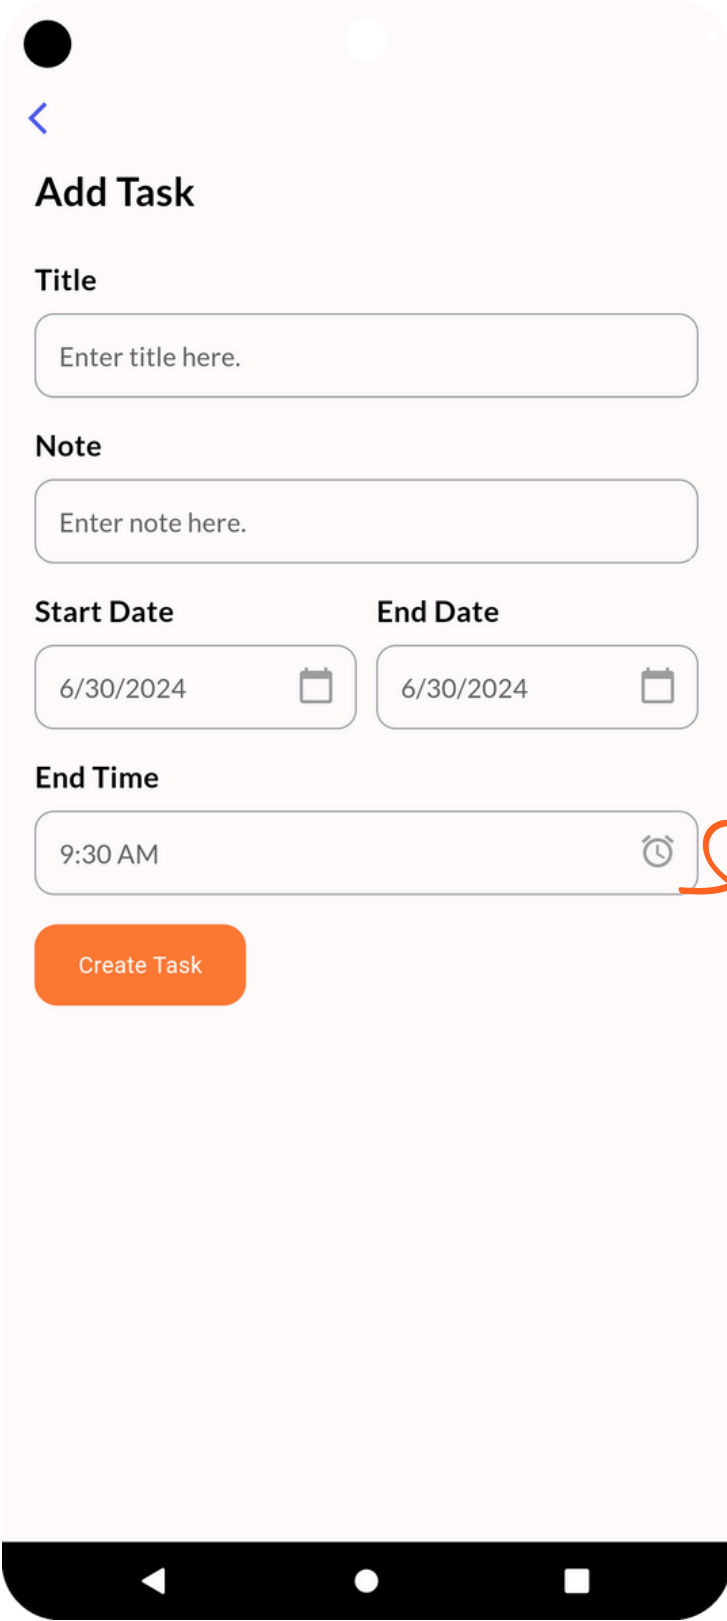 Add Task
Title
Enter title here.
Note
Enter note here.
Start Date End Date
6/30/2024 6/30/2024
End Time
9:30 AM
Create Task